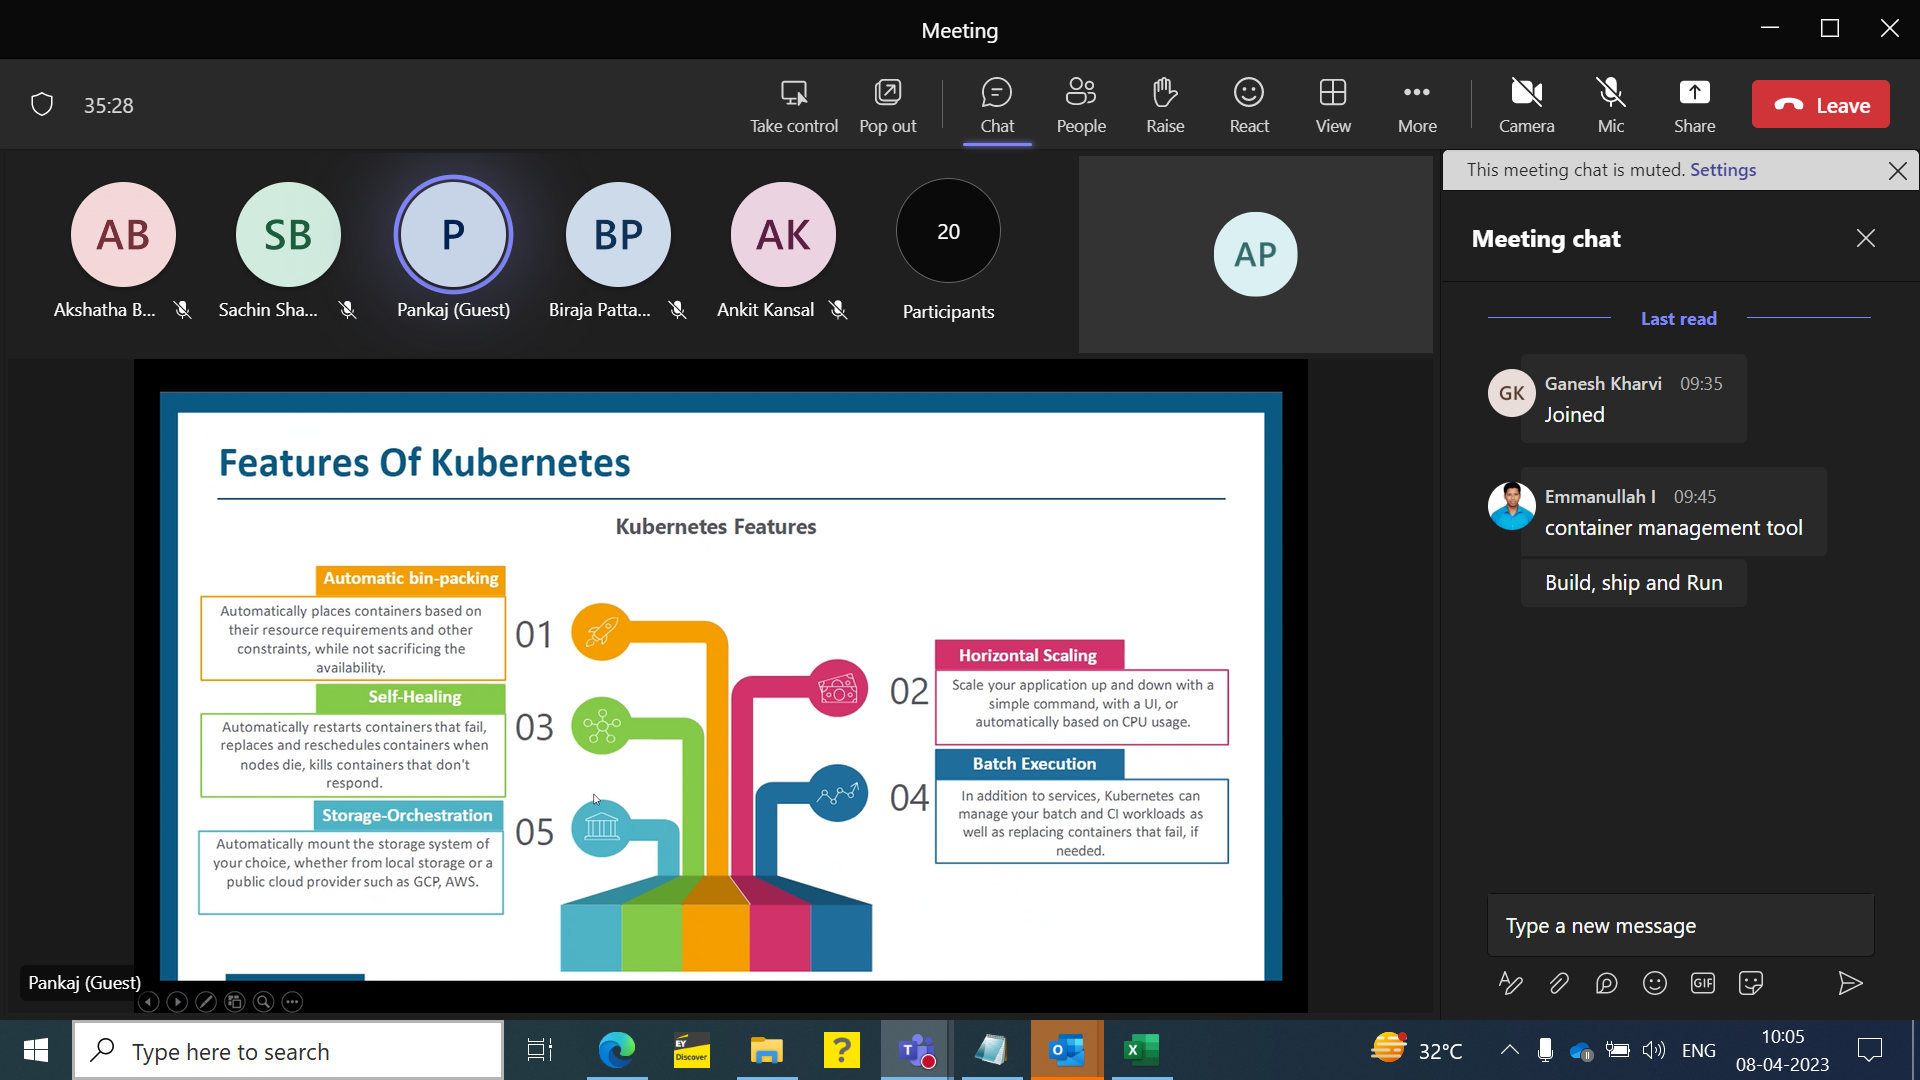 Meeting
35:28
Take control
Pop out
Chat
People
Raise
React
View
More
Camera
Mic
Share
Leave
AB
SB
P
BP
AK
20
AP
Akshatha B...
Sachin Sha...
Pankaj (Guest)
Biraja Patta...
Ankit Kansal
Participants
This meeting chat is muted. Settings
Meeting chat
Last read
GK
Ganesh Kharvi 09:35
Joined
Emmanullah I 09:45
container management tool
Build, ship and Run
Type a new message
GIF
Features Of Kubernetes
Kubernetes Features
Automatic bin-packing
Automatically places containers based on
their resource requirements and other
constraints, while not sacrificing the
availability.
01
Horizontal Scaling
Scale your application up and down with a
simple command, with a UI, or
automatically based on CPU usage.
02
Self-Healing
Automatically restarts containers that fail,
replaces and reschedules containers when
nodes die, kills containers that don't
respond.
03
Batch Execution
In addition to services, Kubernetes can
manage your batch and CI workloads as
well as replacing containers that fail, if
needed.
04
Storage-Orchestration
Automatically mount the storage system of
your choice, whether from local storage or a
public cloud provider such as GCP, AWS.
05
Pankaj (Guest)
Type here to search
EY
Discover
?
T
O
X
32°C
ENG
10:05
08-04-2023